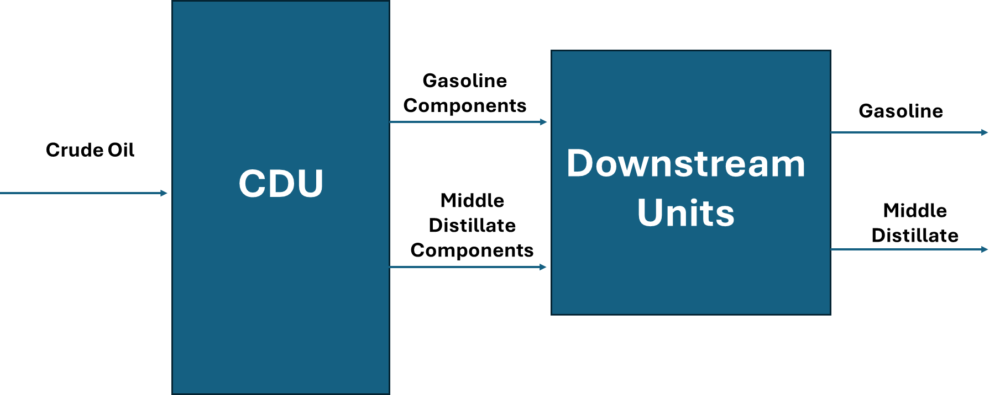 Crude Oil
CDU
Gasoline
Components
Middle
Distillate
Components
Downstream
Units
Gasoline
Middle
Distillate